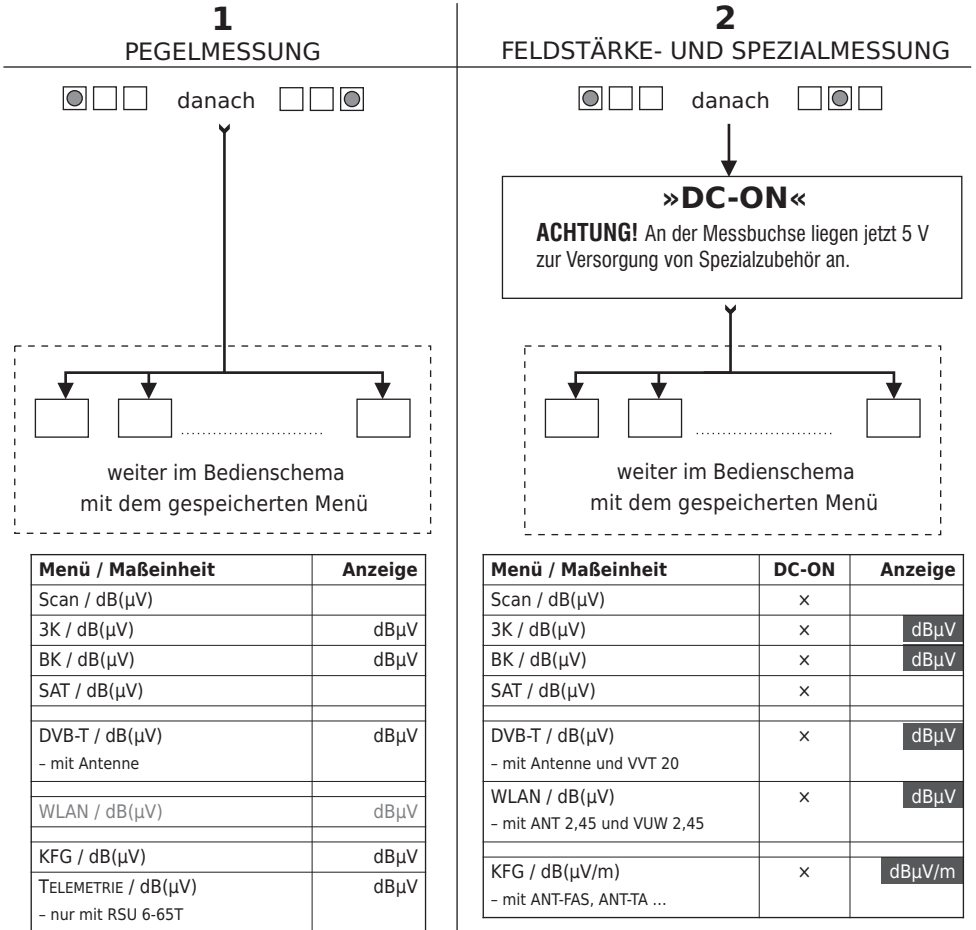 1
PEGELMESSUNG
danach
weiter im Bedienschema
mit dem gespeicherten Menü
Menü / Maßeinheit Anzeige
Scan / dB(µV)
3K / dB(µV) dBµV
BK / dB(µV) dBµV
SAT / dB(µV)
DVB-T / dB(µV) dBµV
– mit Antenne
WLAN / dB(µV) dBµV
KFG / dB(µV) dBµV
TELEMETRIE / dB(µV) dBµV
– nur mit RSU 6-65T
2
FELDSTÄRKE- UND SPEZIALMESSUNG
danach
»DC-ON«
ACHTUNG! An der Messbuchse liegen jetzt 5 V
zur Versorgung von Spezialzubehör an.
weiter im Bedienschema
mit dem gespeicherten Menü
Menü / Maßeinheit DC-ON Anzeige
Scan / dB(µV) ×
3K / dB(µV) × dBµV
BK / dB(µV) × dBµV
SAT / dB(µV) ×
DVB-T / dB(µV) × dBµV
– mit Antenne und VVT 20
WLAN / dB(µV) × dBµV
– mit ANT 2,45 und VUW 2,45
KFG / dB(µV/m) × dBµV/m
– mit ANT-FAS, ANT-TA ...